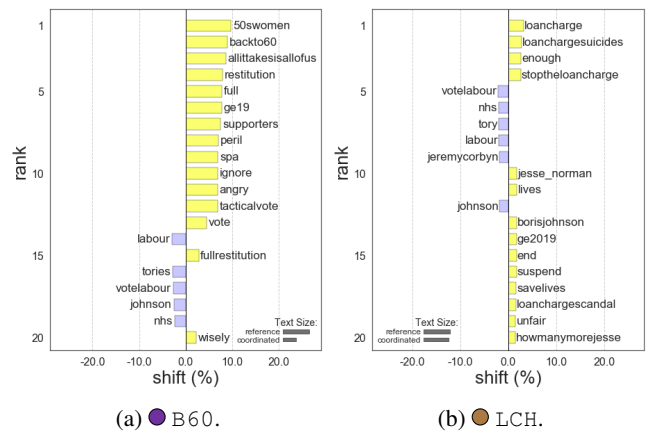 1
50swomen
backto60
allittakesisallofus
restitution
5
full
ge19
supporters
peril
spa
10
ignore
angry
tacticalvote
vote
labour
15
fullrestitution
tories
votelabour
johnson
nhs
20
wisely
Text Size:
reference
coordinated
rank
-20.0 -10.0 0.0 10.0 20.0
shift (%)
(a) B60.
1
loancharge
loanchargesuicides
enough
stoptheloancharge
5
votelabour
nhs
tory
labour
jeremycorbyn
10
jesse_norman
lives
johnson
borisjohnson
ge2019
15
end
suspend
savelives
loanchargescandal
unfair
20
howmanymorejesse
Text Size:
reference
coordinated
rank
-20.0 -10.0 0.0 10.0 20.0
shift (%)
(b) LCH.